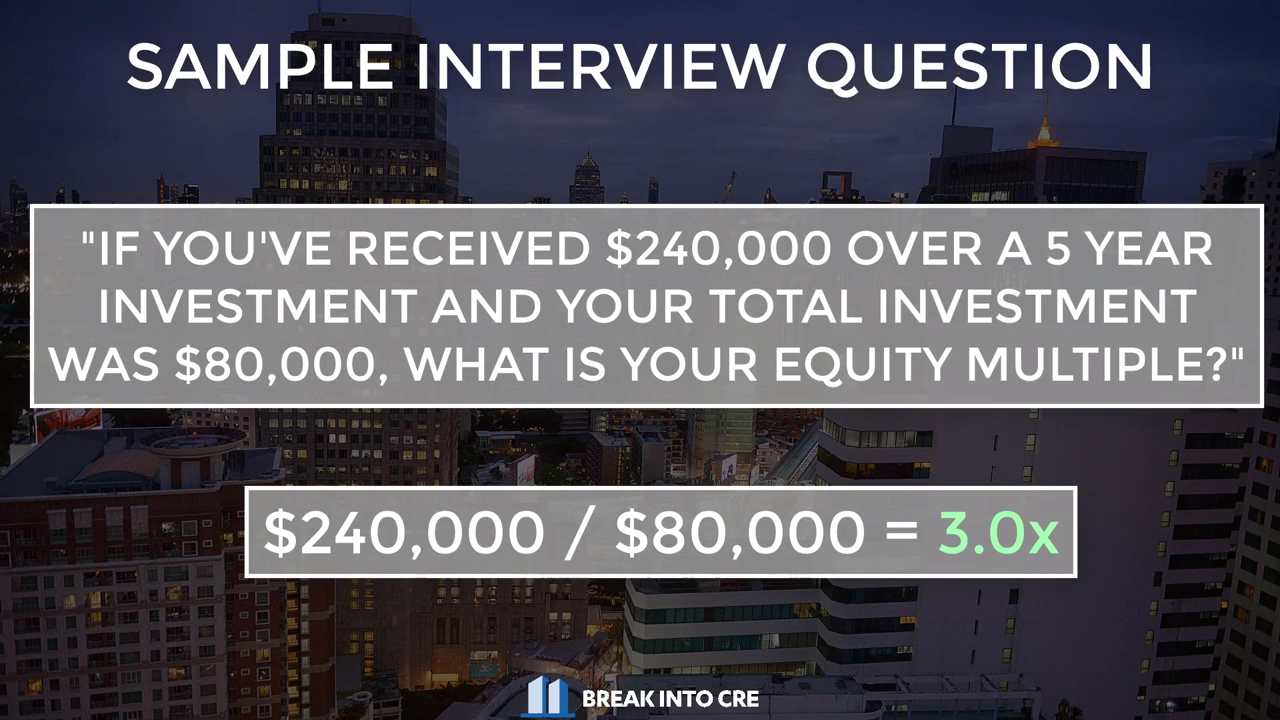 SAMPLE INTERVIEW QUESTION
"IF YOU'VE RECEIVED $240,000 OVER A 5 YEAR
INVESTMENT AND YOUR TOTAL INVESTMENT
WAS $80,000, WHAT IS YOUR EQUITY MULTIPLE?"
$240,000 / $80,000 = 3.0x
BREAK INTO CRE